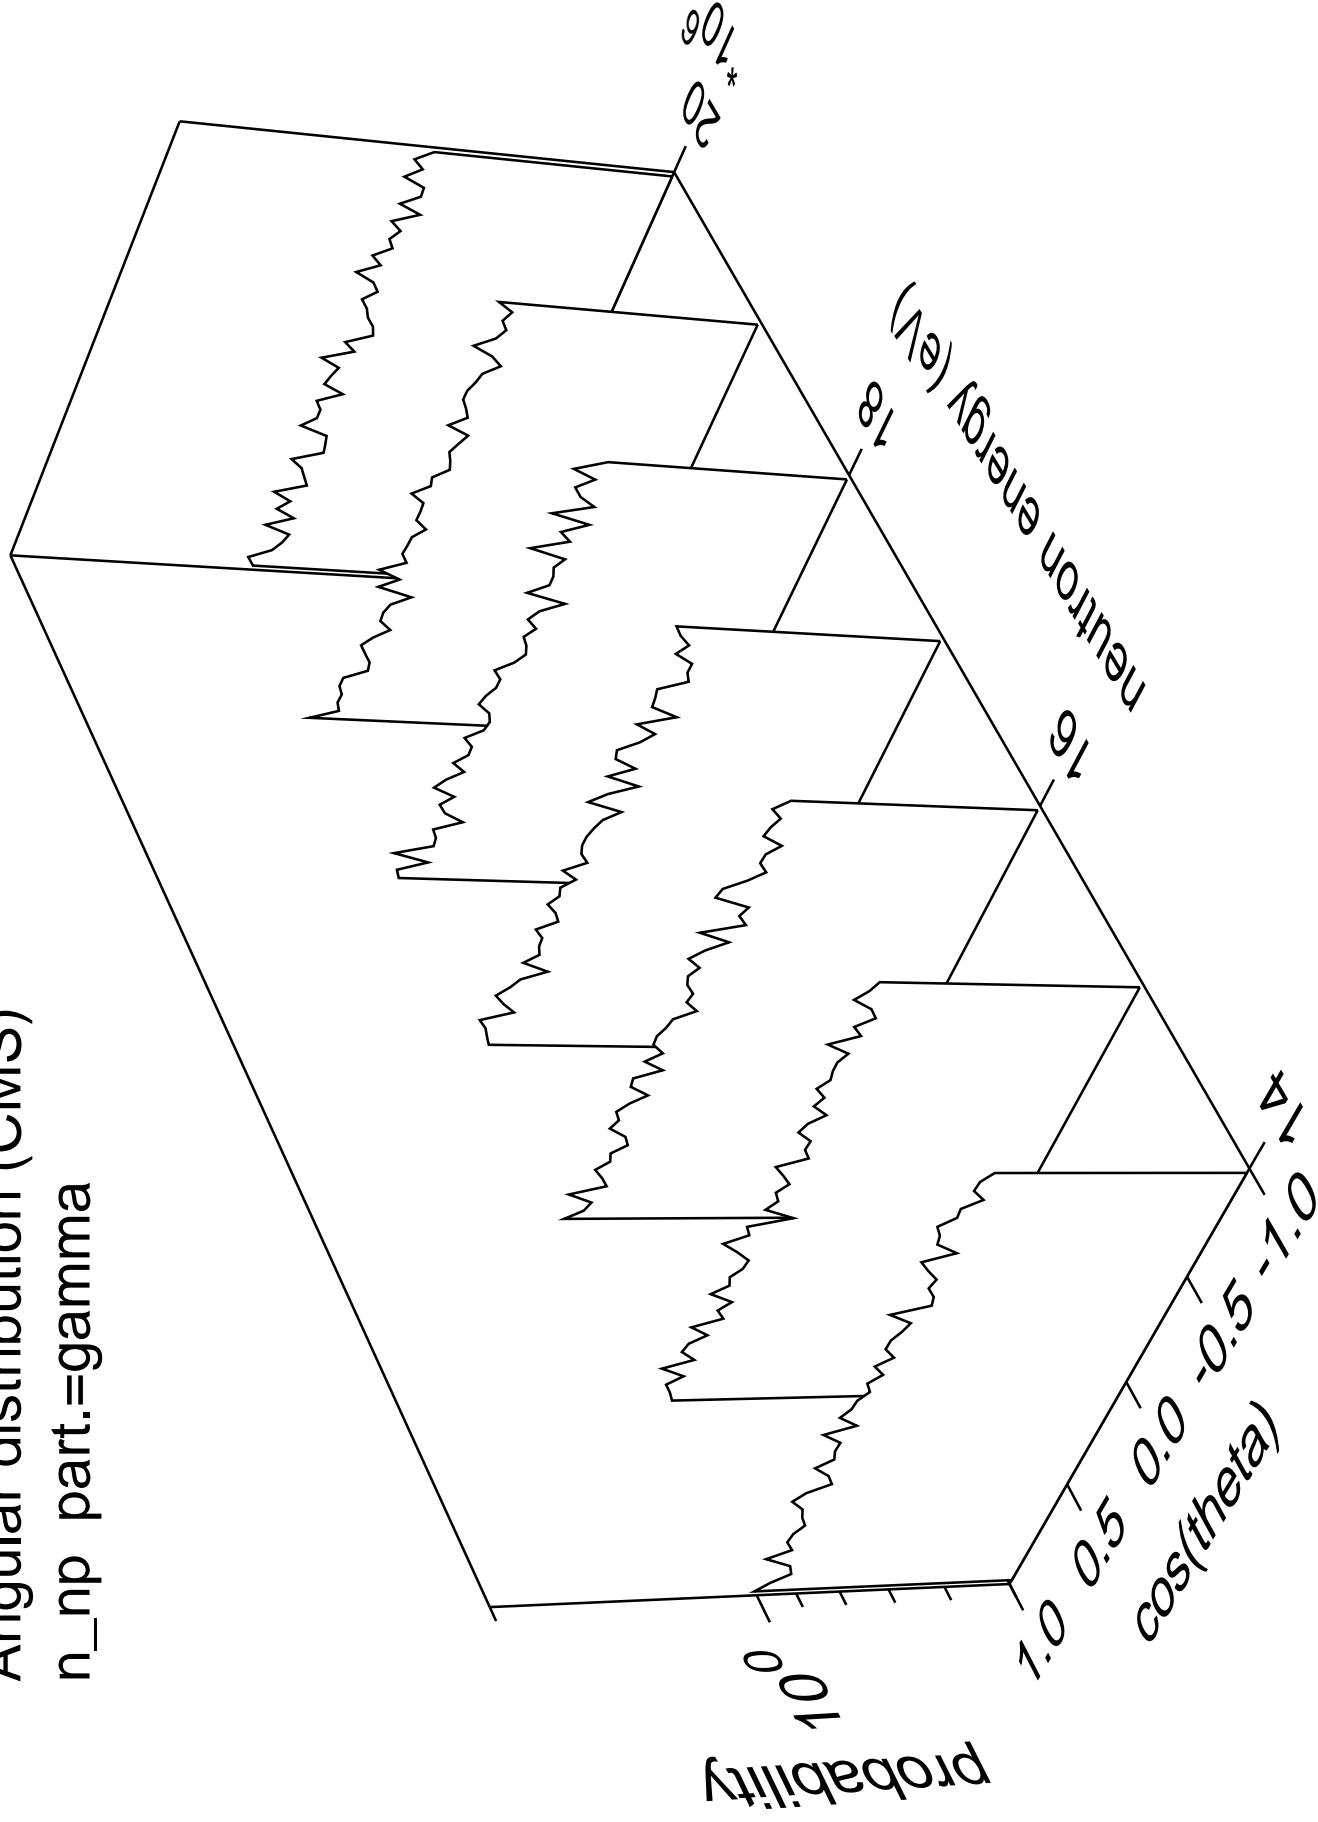 Angular distribution (CMS)
n_np part.=gamma
probability
10 0
1.0 0.5 0.0 -0.5 -1.0
cos(theta)
14 16 18 20
*10 6
neutron energy (eV)